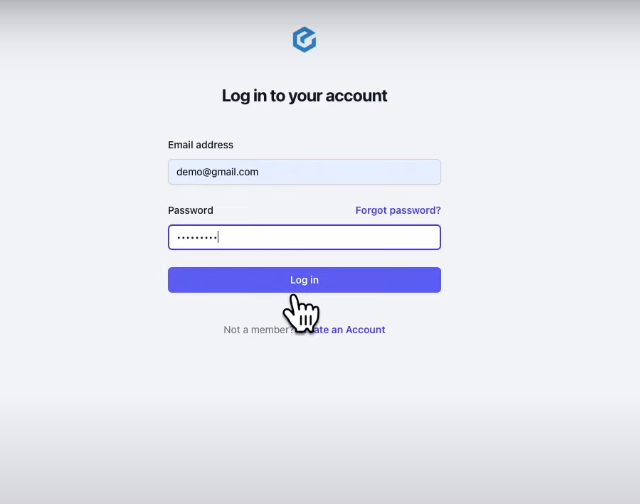 Log in to your account
Email address
demo@gmail.com
Password Forgot password?
•••••••••
Log in
Not a member? ate an Account